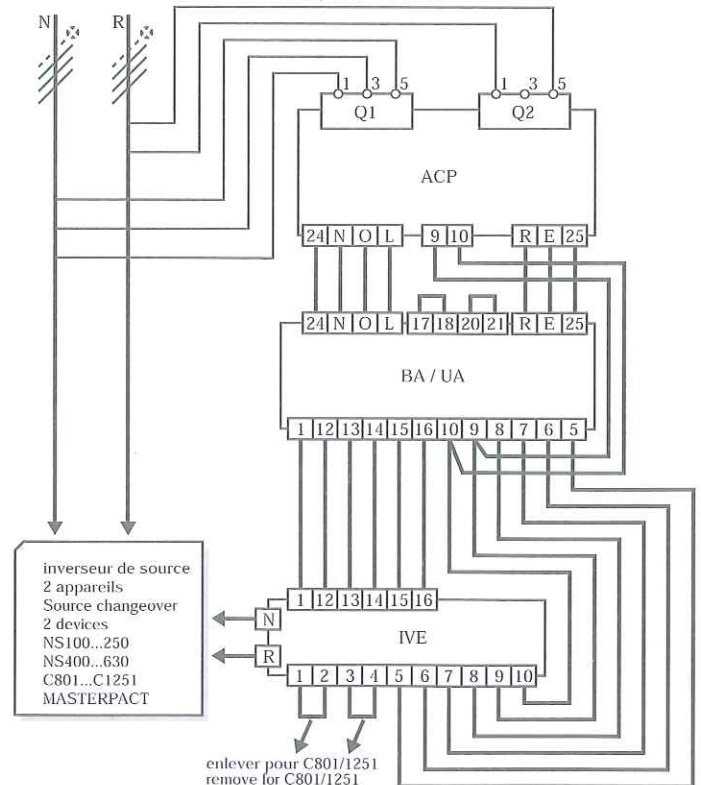 N R
1 3 5 1 3 5
Q1 Q2
ACP
24 N O L 9 10 R E 25
24 N O L 17 18 20 21 R E 25
BA / UA
1 12 13 14 15 16 10 9 8 7 6 5
inverseur de source
2 appareils
Source changeover
2 devices
NS100...250
NS400...630
C801...C1251
MASTERPACT
1 12 13 14 15 16
N
IVE
R
1 2 3 4 5 6 7 8 9 10
enlever pour C801/1251
remove for C801/1251